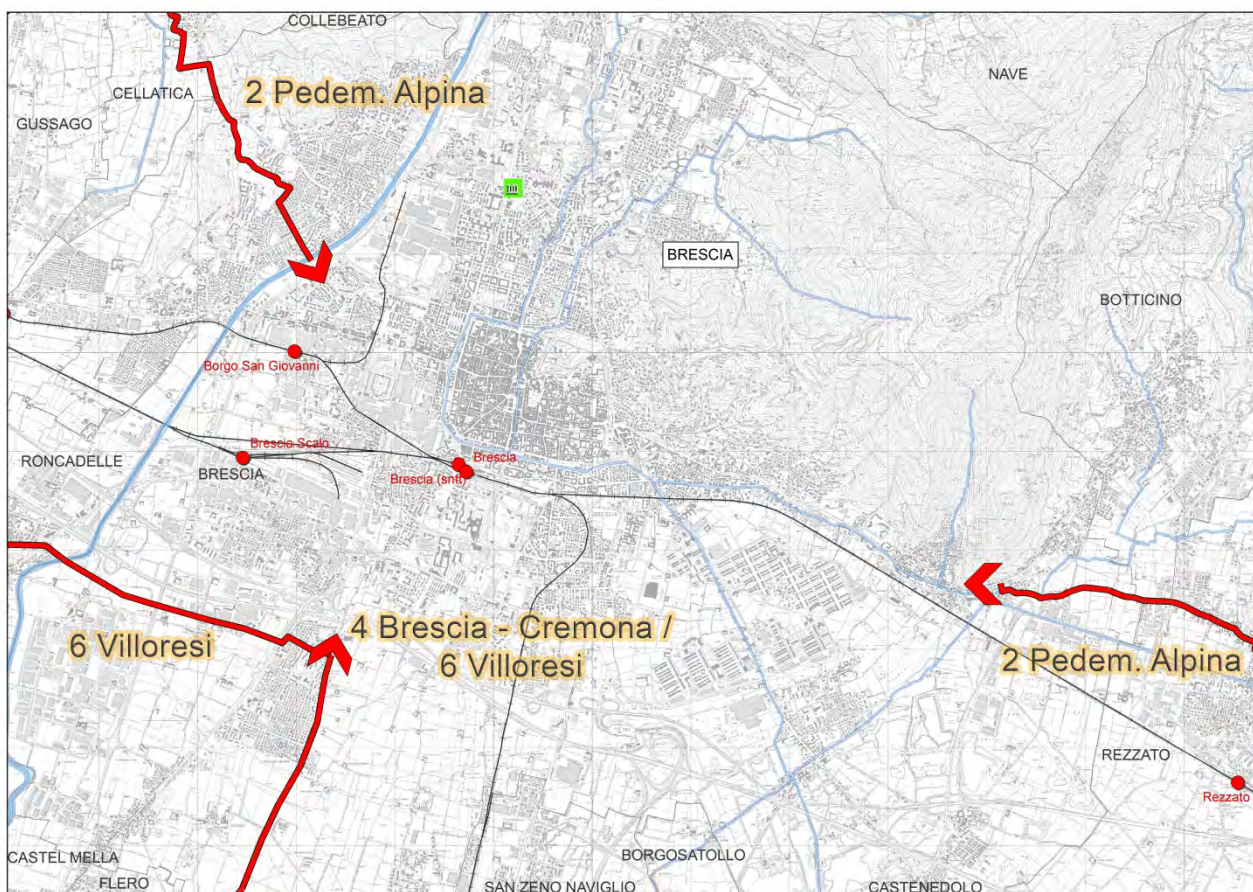 COLLEBEATO
NAVE
CELLATICA
2 Pedem. Alpina
GUSSAGO
BRESCIA
BOTTICINO
Borgo San Giovanni
Brescia Scalo
Brescia
RONCADELLE
BRESCIA
Brescia (snft)
4 Brescia - Cremona /
6 Villoresi
6 Villoresi
2 Pedem. Alpina
REZZATO
Rezzato
CASTEL MELLA
BORGOSATOLLO
FLERO
SAN ZENO NAVIGLIO
CASTENEDOLO